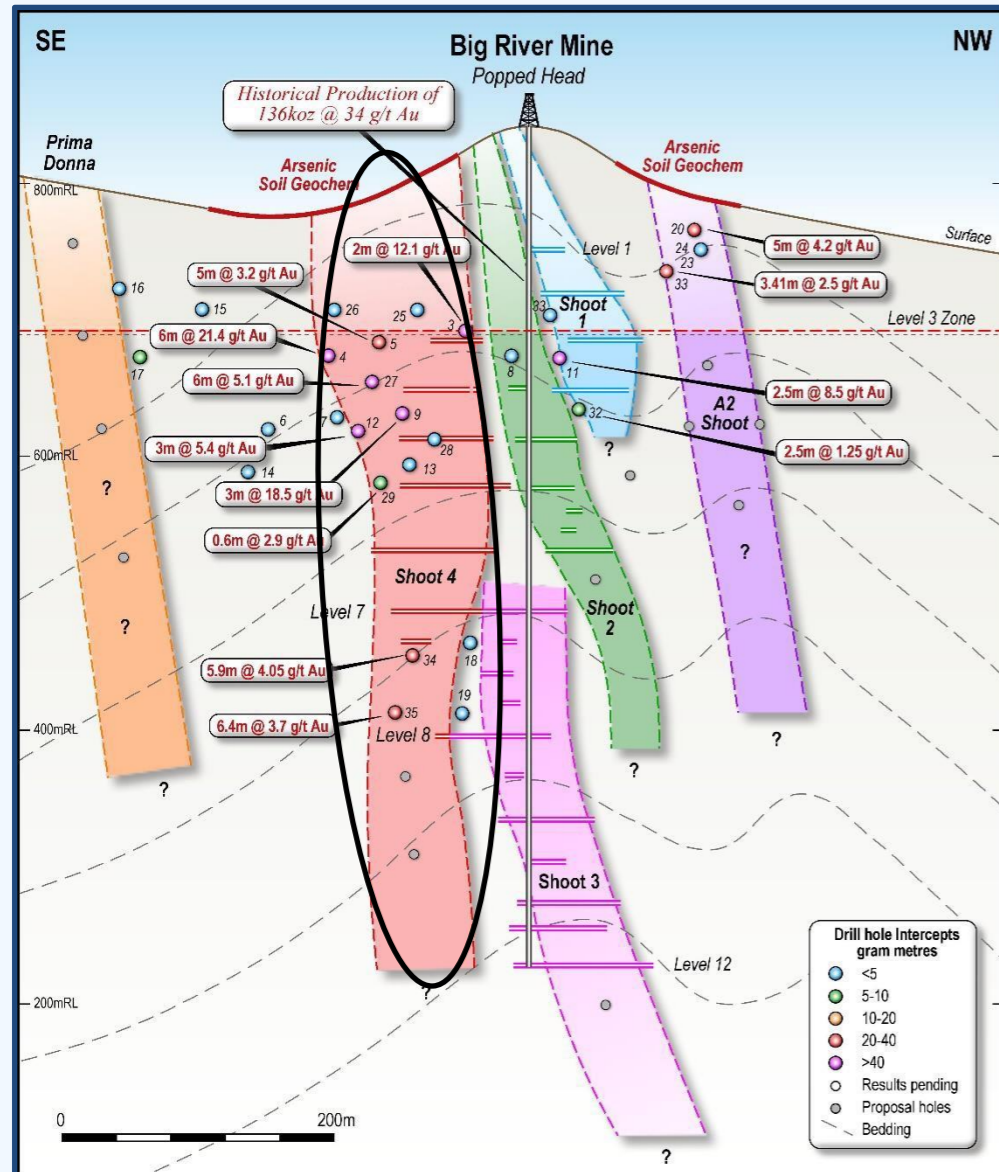 SE
Big River Mine
NW
Popped Head
Historical Production of
136koz @ 34 g/t Au
Prima
Donna
Arsenic
Soil Geochem
Arsenic
Soil Geochem
800mRL
Surface
2m @ 12.1 g/t Au
Level 1
20
24
23
33
5m @ 4.2 g/t Au
5m @ 3.2 g/t Au
3.41m @ 2.5 g/t Au
16
15
26
25
3
33
Shoot
1
Level 3 Zone
6m @ 21.4 g/t Au
4
5
8
11
17
6m @ 5.1 g/t Au
27
2.5m @ 8.5 g/t Au
A2
Shoot
6
7
12
9
32
3m @ 5.4 g/t Au
28
2.5m @ 1.25 g/t Au
600mRL
14
13
?
3m @ 18.5 g/t Au
29
?
0.6m @ 2.9 g/t Au
?
Shoot 4
Level 7
Shoot
2
?
34
18
5.9m @ 4.05 g/t Au
19
35
6.4m @ 3.7 g/t Au
400mRL
Level 8
?
?
?
Shoot 3
Level 12
?
200mRL
0
200m
?
Drill hole Intercepts
gram metres
<5
5-10
10-20
20-40
>40
Results pending
Proposal holes
Bedding